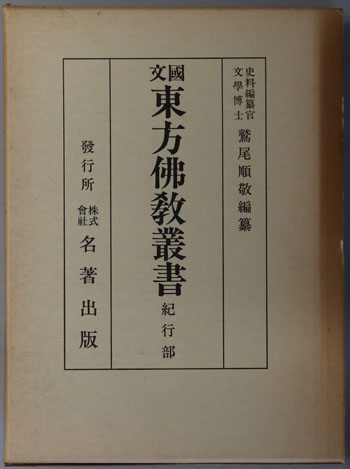 史料編纂官
文學博士
鷲尾順敬編纂
國文
東方佛教叢書
紀行部
發行所
株式會社
名著出版